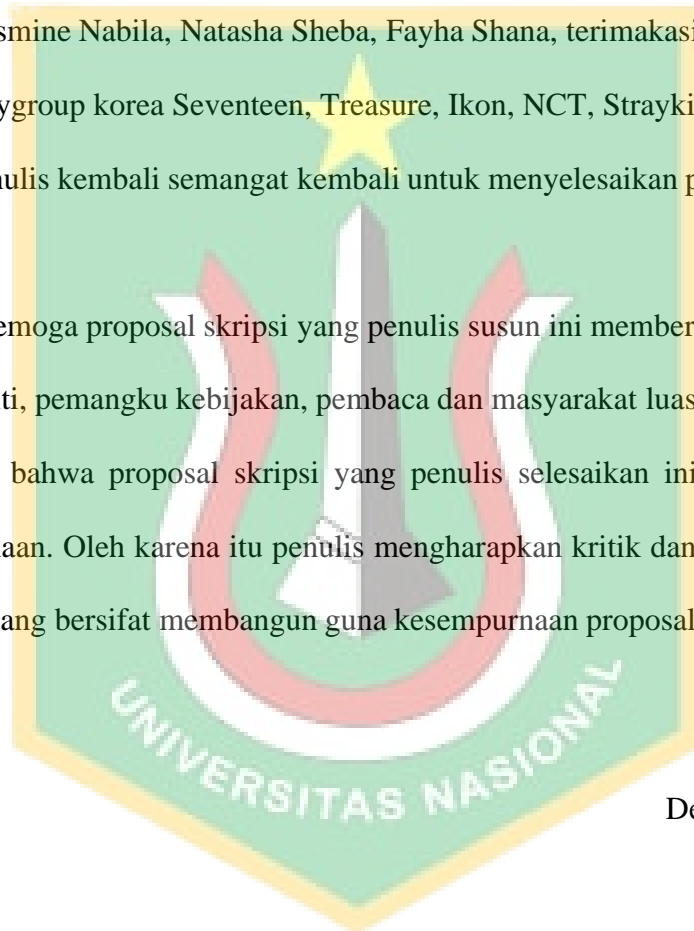 smine Nabila, Natasha Sheba, Fayha Shana, terimakasi
ygroup korea Seventeen, Treasure, Ikon, NCT, Strayki
ulis kembali semangat kembali untuk menyelesaikan p
emoga proposal skripsi yang penulis susun ini member
ti, pemangku kebijakan, pembaca dan masyarakat luas
bahwa proposal skripsi yang penulis selesaikan ini
aan. Oleh karena itu penulis mengharapkan kritik dan
ang bersifat membangun guna kesempurnaan proposal
UNIVERSITAS NASIONAL
De